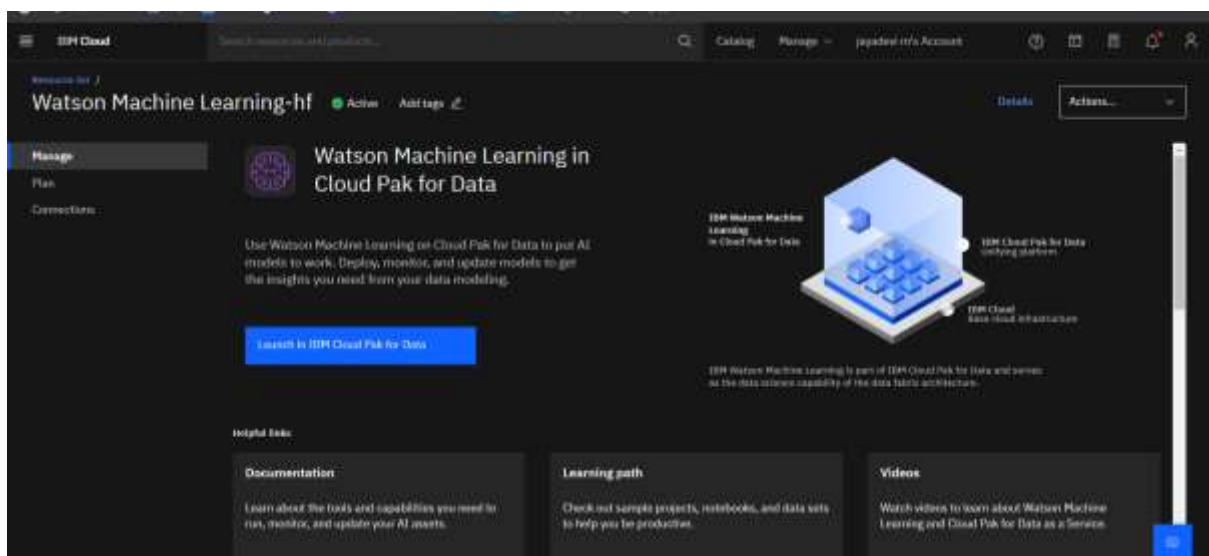 IBM Cloud
Search resources and products...
Catalog
Manage
jayadevi m's Account
Resource list /
Watson Machine Learning-hf
Active
Add tags
Details
Actions...
Manage
Plan
Connections
Watson Machine Learning in
Cloud Pak for Data
Use Watson Machine Learning on Cloud Pak for Data to put AI
models to work. Deploy, monitor, and update models to get
the insights you need from your data modeling.
Launch in IBM Cloud Pak for Data
IBM Watson Machine
Learning
in Cloud Pak for Data
IBM Cloud Pak for Data
Unifying platform
IBM Cloud
Base cloud infrastructure
IBM Watson Machine Learning is part of IBM Cloud Pak for Data and serves
as the data science capability of the data fabric architecture.
Helpful links
Documentation
Learn about the tools and capabilities you need to
run, monitor, and update your AI assets.
Learning path
Check out sample projects, notebooks, and data sets
to help you be productive.
Videos
Watch videos to learn about Watson Machine
Learning and Cloud Pak for Data as a Service.